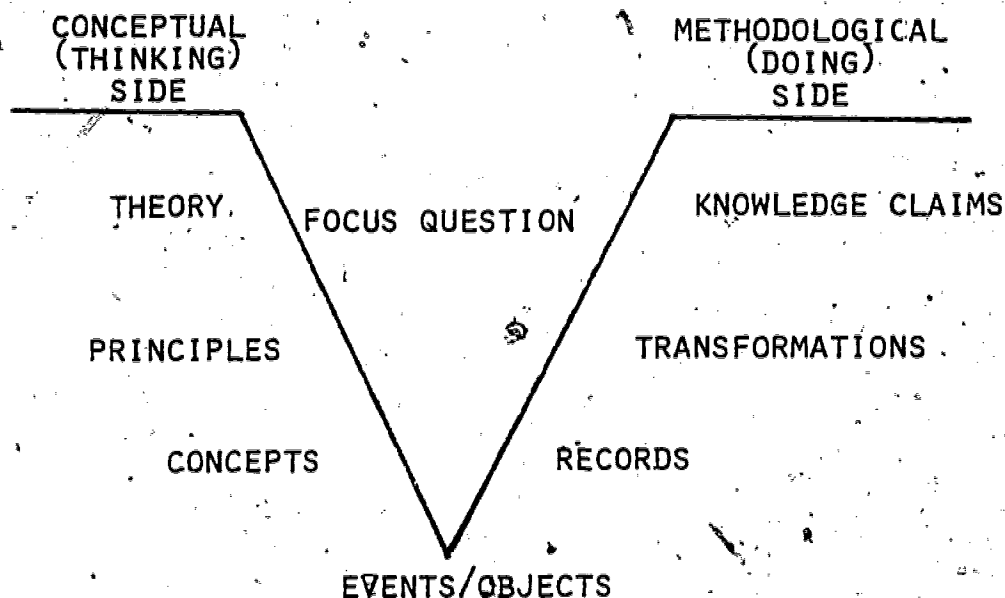 CONCEPTUAL
(THINKING)
SIDE
METHODOLOGICAL
(DOING)
SIDE
THEORY
FOCUS QUESTION
KNOWLEDGE CLAIMS
PRINCIPLES
TRANSFORMATIONS
CONCEPTS
RECORDS
EVENTS/OBJECTS